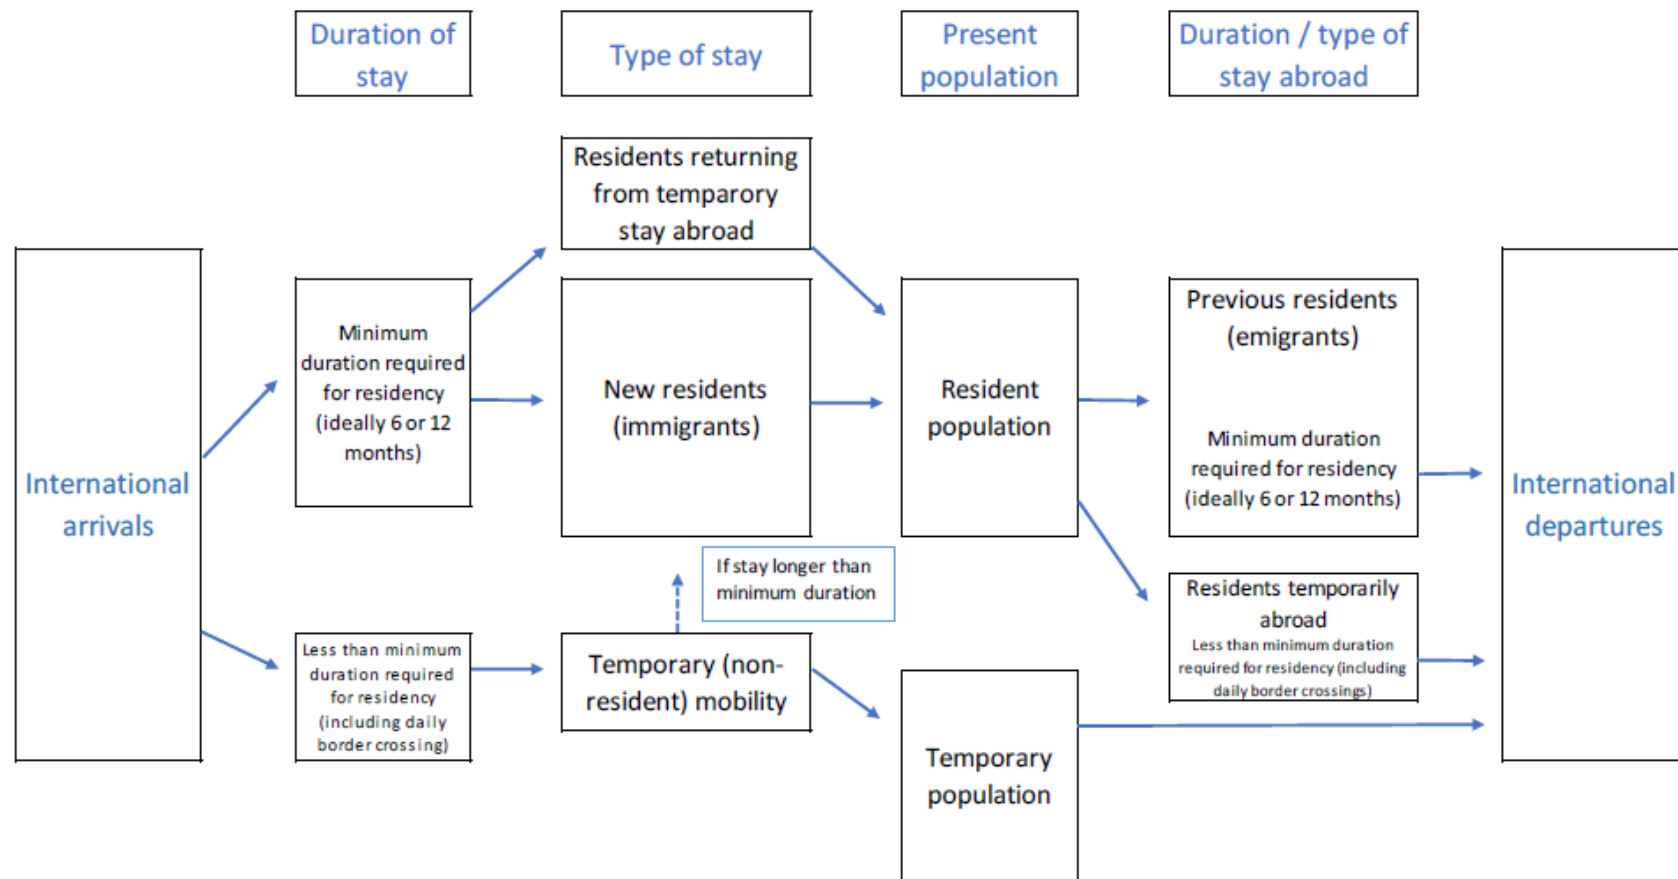 Duration of
stay
Type of stay
Present
population
Duration / type of
stay abroad
Residents returning
from temparory
stay abroad
International
arrivals
Minimum
duration required
for residency
(ideally 6 or 12
months)
New residents
(immigrants)
Resident
population
Previous residents
(emigrants)
Minimum duration
required for residency
(ideally 6 or 12 months)
International
departures
If stay longer than
minimum duration
Less than minimum
duration required
for residency
(including daily
border crossing)
Temporary (non-
resident) mobility
Residents temporarily
abroad
Less than minimum duration
required for residency (including
daily border crossings)
Temporary
population